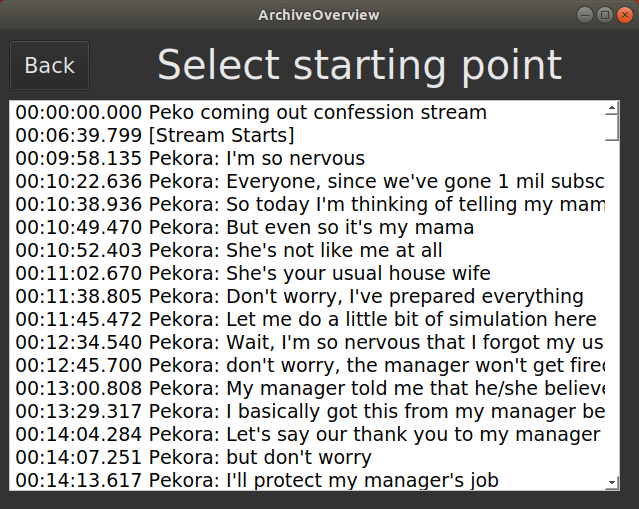 ArchiveOverview
Back
Select starting point
00:00:00.000 Peko coming out confession stream
00:06:39.799 [Stream Starts]
00:09:58.135 Pekora: I'm so nervous
00:10:22.636 Pekora: Everyone, since we've gone 1 mil subsc
00:10:38.936 Pekora: So today I'm thinking of telling my mam
00:10:49.470 Pekora: But even so it's my mama
00:10:52.403 Pekora: She's not like me at all
00:11:02.670 Pekora: She's your usual house wife
00:11:38.805 Pekora: Don't worry, I've prepared everything
00:11:45.472 Pekora: Let me do a little bit of simulation here
00:12:34.540 Pekora: Wait, I'm so nervous that I forgot my us
00:12:45.700 Pekora: don't worry, the manager won't get fired
00:13:00.808 Pekora: My manager told me that he/she believe
00:13:29.317 Pekora: I basically got this from my manager be
00:14:04.284 Pekora: Let's say our thank you to my manager
00:14:07.251 Pekora: but don't worry
00:14:13.617 Pekora: I'll protect my manager's job